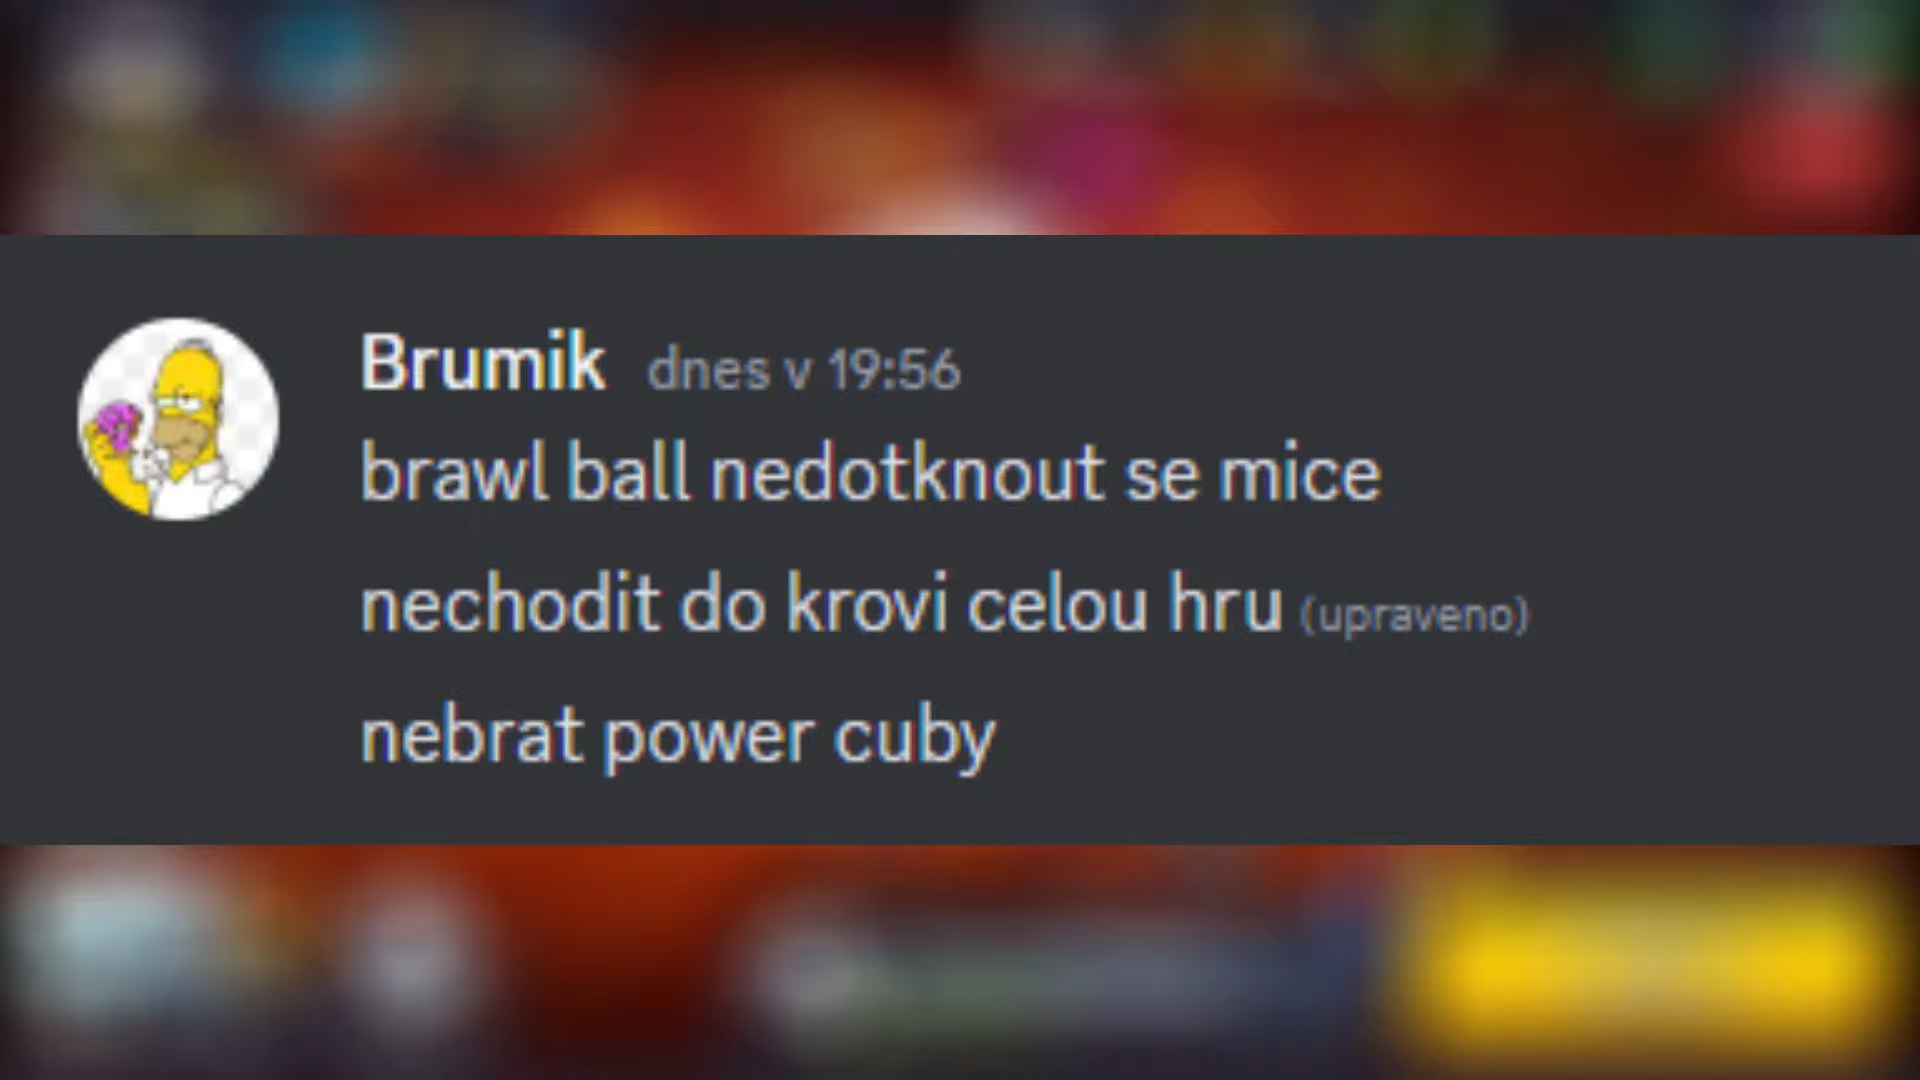 Brumik dnes v 19:56
brawl ball nedotknout se mice
nechodit do krovi celou hru (upraveno)
nebrat power cuby